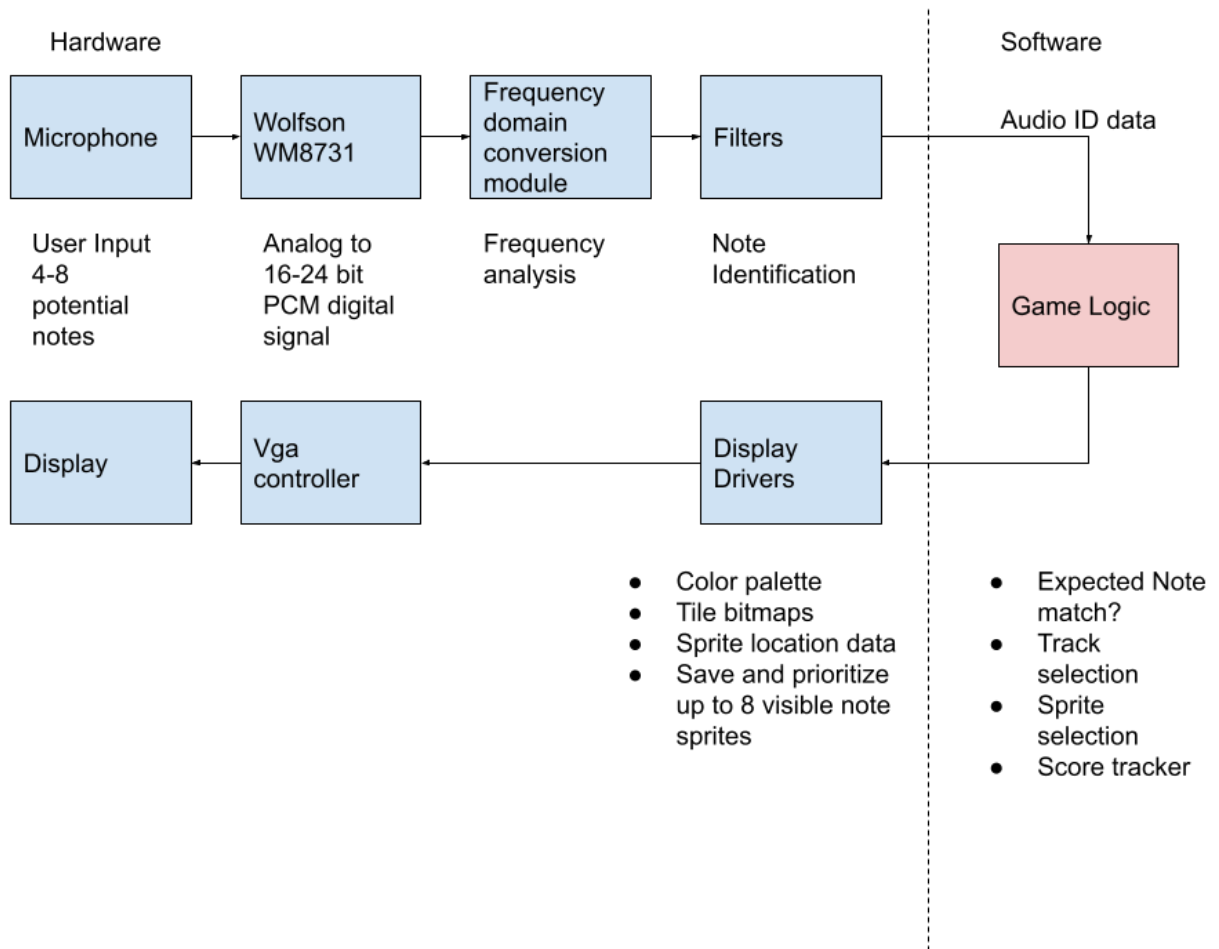 Hardware
Software
Microphone
Wolfson
WM8731
Frequency
domain
conversion
module
Filters
Audio ID data
User Input
4-8
potential
notes
Analog to
16-24 bit
PCM digital
signal
Frequency
analysis
Note
Identification
Game Logic
Display
Vga
controller
Display
Drivers
● Color palette
● Tile bitmaps
● Sprite location data
● Save and prioritize
up to 8 visible note
sprites
● Expected Note
match?
● Track
selection
● Sprite
selection
● Score tracker